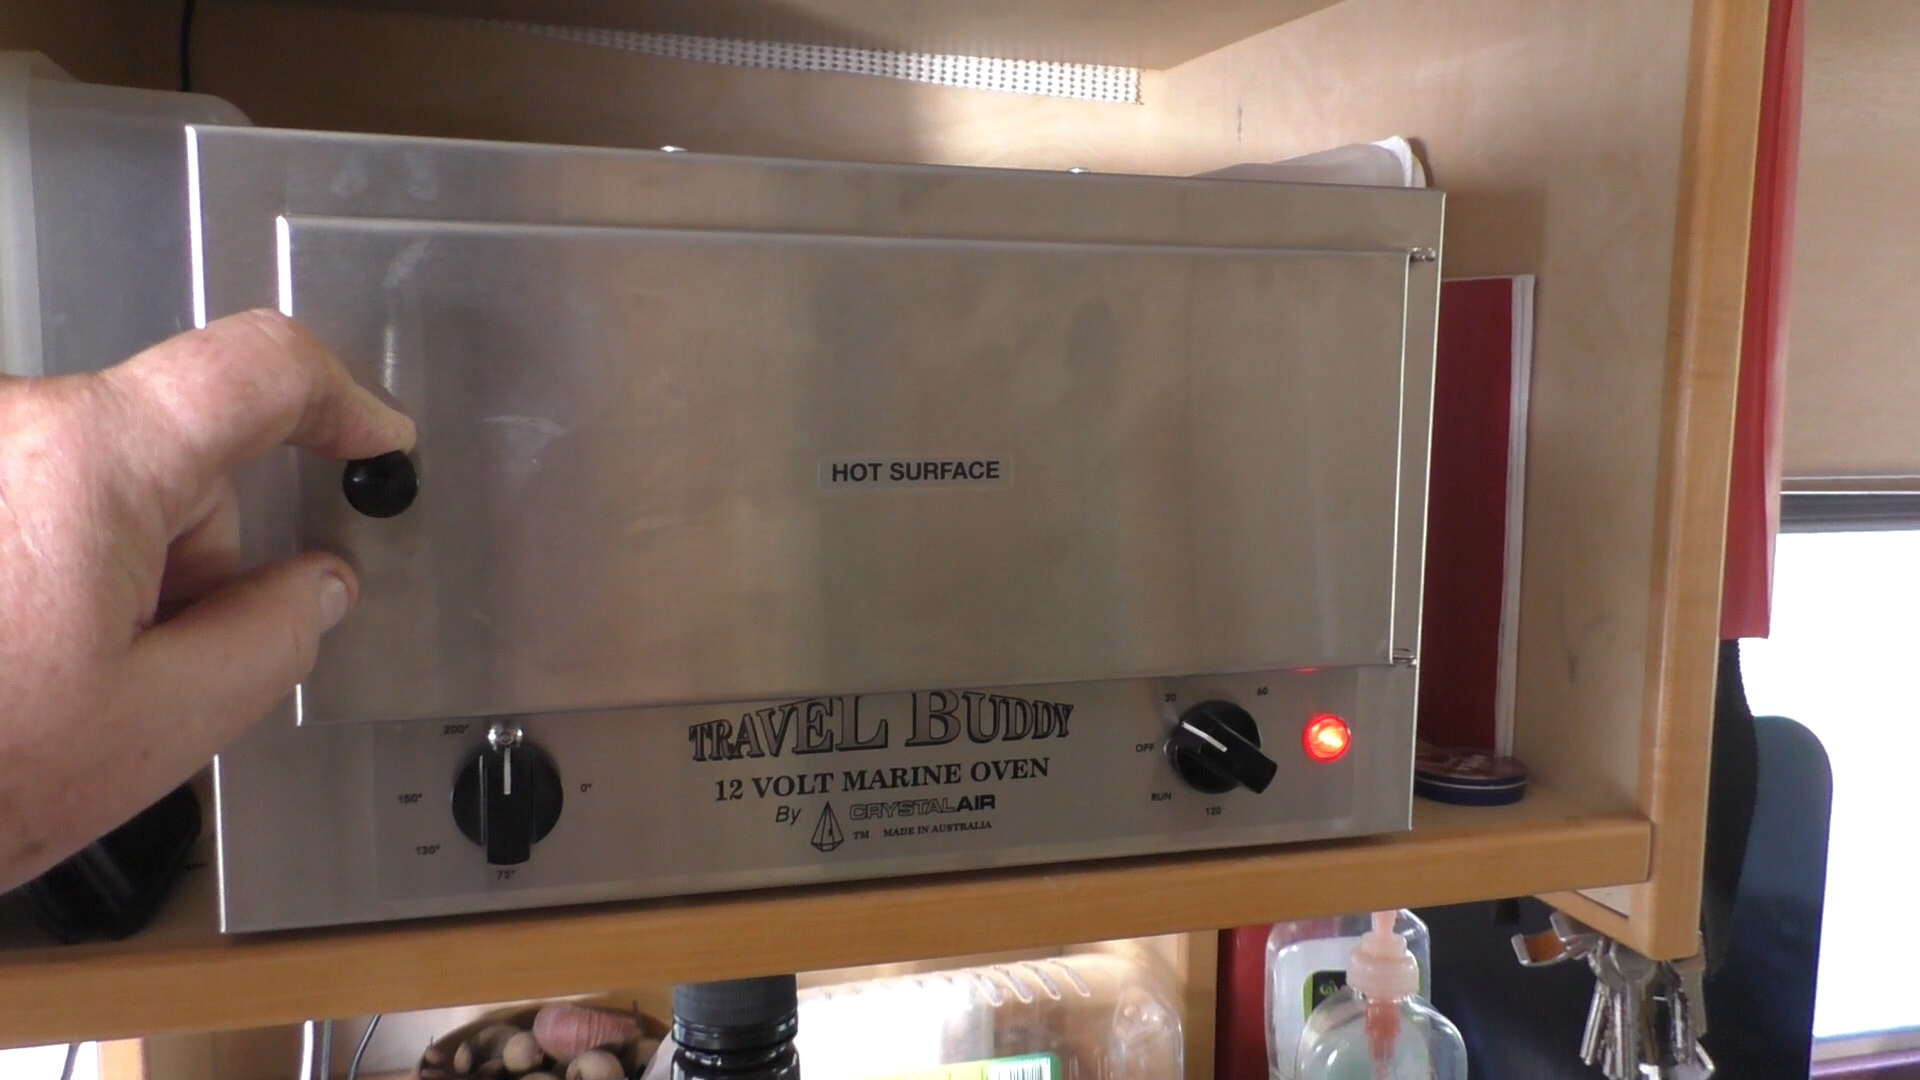 HOT SURFACE
TRAVEL BUDDY
12 VOLT MARINE OVEN
By CRYSTALAIR
TM MADE IN AUSTRALIA
200°
150°
130°
75°
0°
30
60
OFF
RUN
120